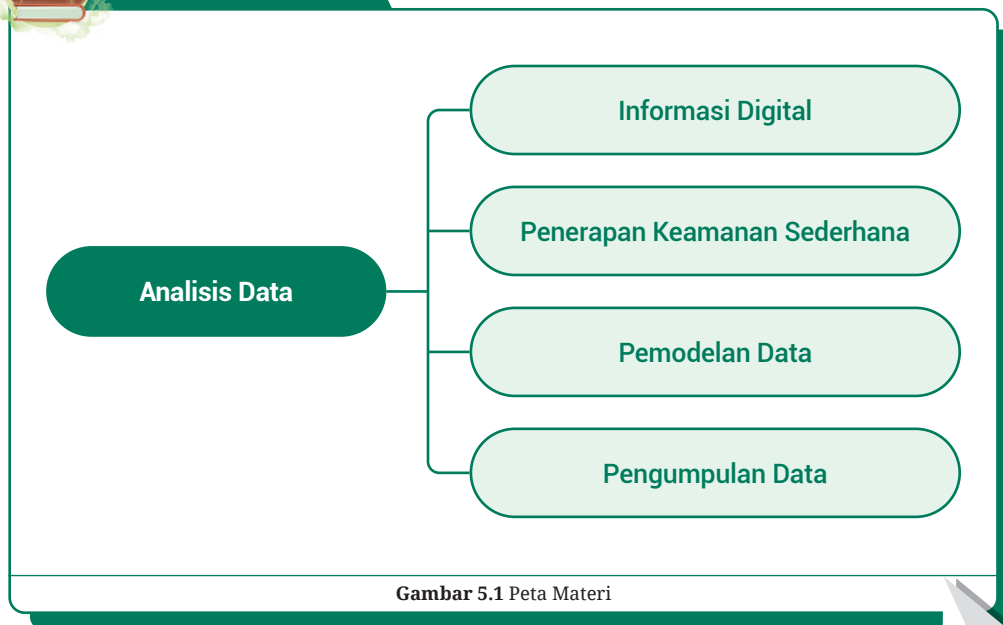 Analisis Data
Informasi Digital
Penerapan Keamanan Sederhana
Pemodelan Data
Pengumpulan Data
Gambar 5.1 Peta Materi